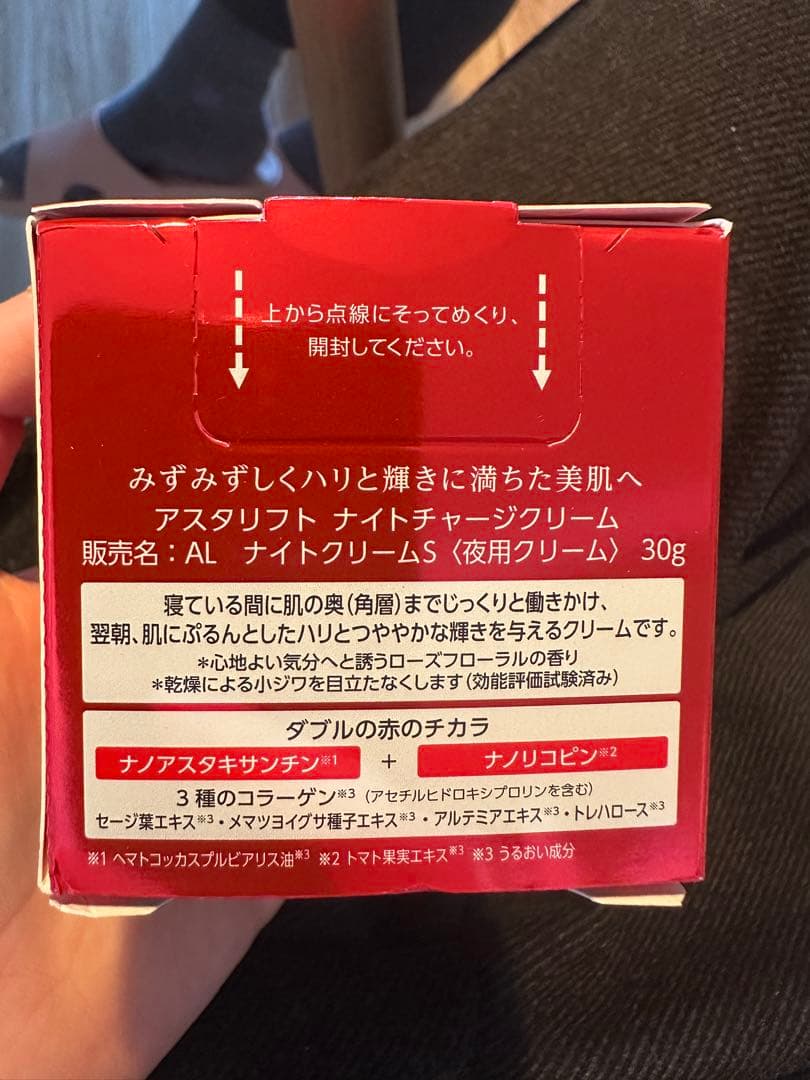 上から点線にそってめくり、
開封してください。
みずみずしくハリと輝きに満ちた美肌へ
アスタリフト ナイトチャージクリーム
販売名：AL　ナイトクリームS〈夜用クリーム〉 30g
寝ている間に肌の奥(角層)までじっくりと働きかけ、
翌朝、肌にぷるんとしたハリとつややかな輝きを与えるクリームです。
*心地よい気分へと誘うローズフローラルの香り
*乾燥による小ジワを目立たなくします(効能評価試験済み)
ダブルの赤のチカラ
ナノアスタキサンチン※1 + ナノリコピン※2
3種のコラーゲン※3 (アセチルヒドロキシプロリンを含む)
セージ葉エキス※3・メマツヨイグサ種子エキス※3・アルテミアエキス※3・トレハロース※3
※1 ヘマトコッカスプルビアリス油※3 ※2 トマト果実エキス※3 ※3 うるおい成分